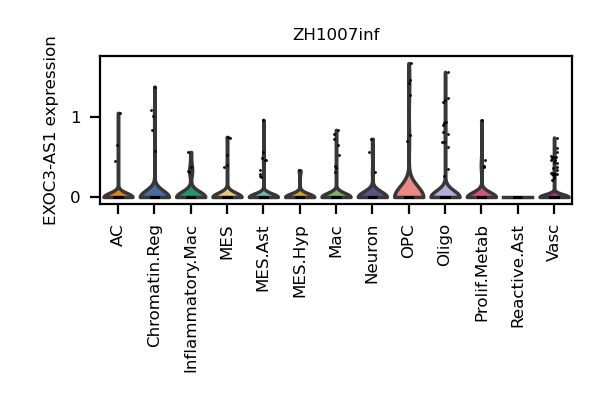 ZH1007inf
EXOC3-AS1 expression
1
0
AC
Chromatin.Reg
Inflammatory.Mac
MES
MES.Ast
MES.Hyp
Mac
Neuron
OPC
Oligo
Prolif.Metab
Reactive.Ast
Vasc